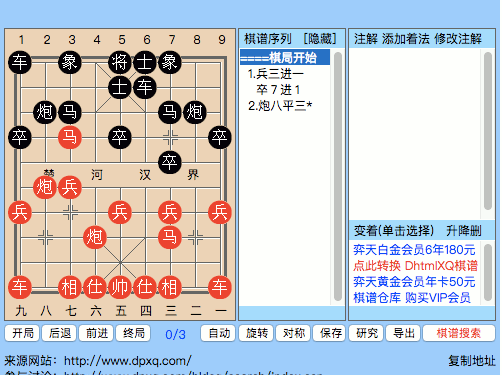 1 2 3 4 5 6 7 8 9
车 象 将 士 象
士 车
炮 马 马 炮
卒 马 卒 卒
卒
楚 河 汉 界
炮 兵
兵 兵 兵 兵
炮 马
车 相 仕 帅 仕 相 车
九 八 七 六 五 四 三 二 一
棋谱序列 [隐藏]
====棋局开始
1.兵三进一
卒７进１
2.炮八平三*
注解 添加着法 修改注解
变着(单击选择) 升降删
弈天白金会员6年180元
点此转换 DhtmlXQ棋谱
弈天黄金会员年卡50元
棋谱仓库 购买VIP会员
开局 后退 前进 终局 0/3 自动 旋转 对称 保存 研究 导出 棋谱搜索
来源网站: http://www.dpxq.com/ 复制地址